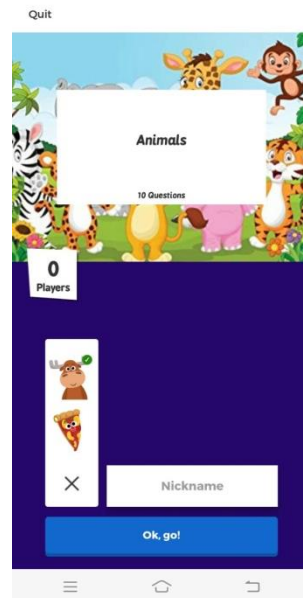 Quit
Animals
10 Questions
0
Players
Nickname
Ok, go!